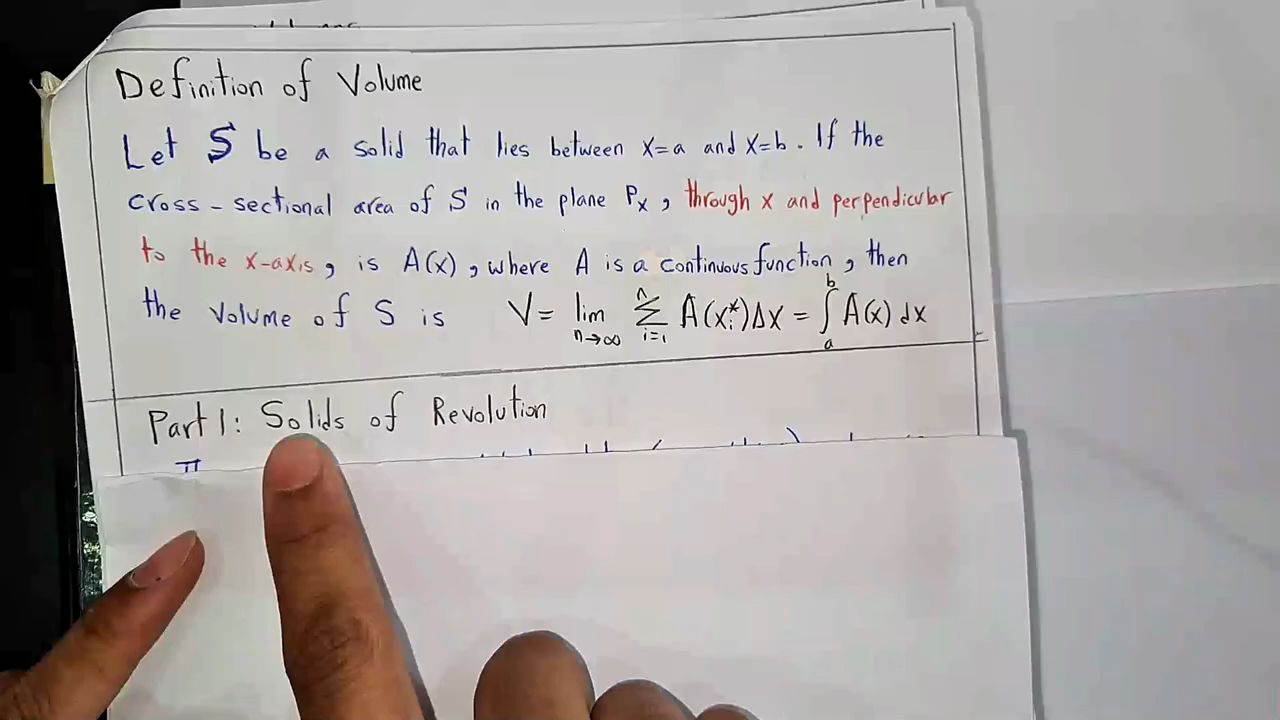 Definition of Volume
Let S be a solid that lies between x=a and x=b. If the
cross-sectional area of S in the plane Pₓ, through x and perpendicular
to the x-axis, is A(x), where A is a continuous function, then
the volume of S is V = lim n→∞ Σ i=1 n A(xᵢ*)Δx = ∫ₐᵇ A(x) dx
Part 1: Solids of Revolution